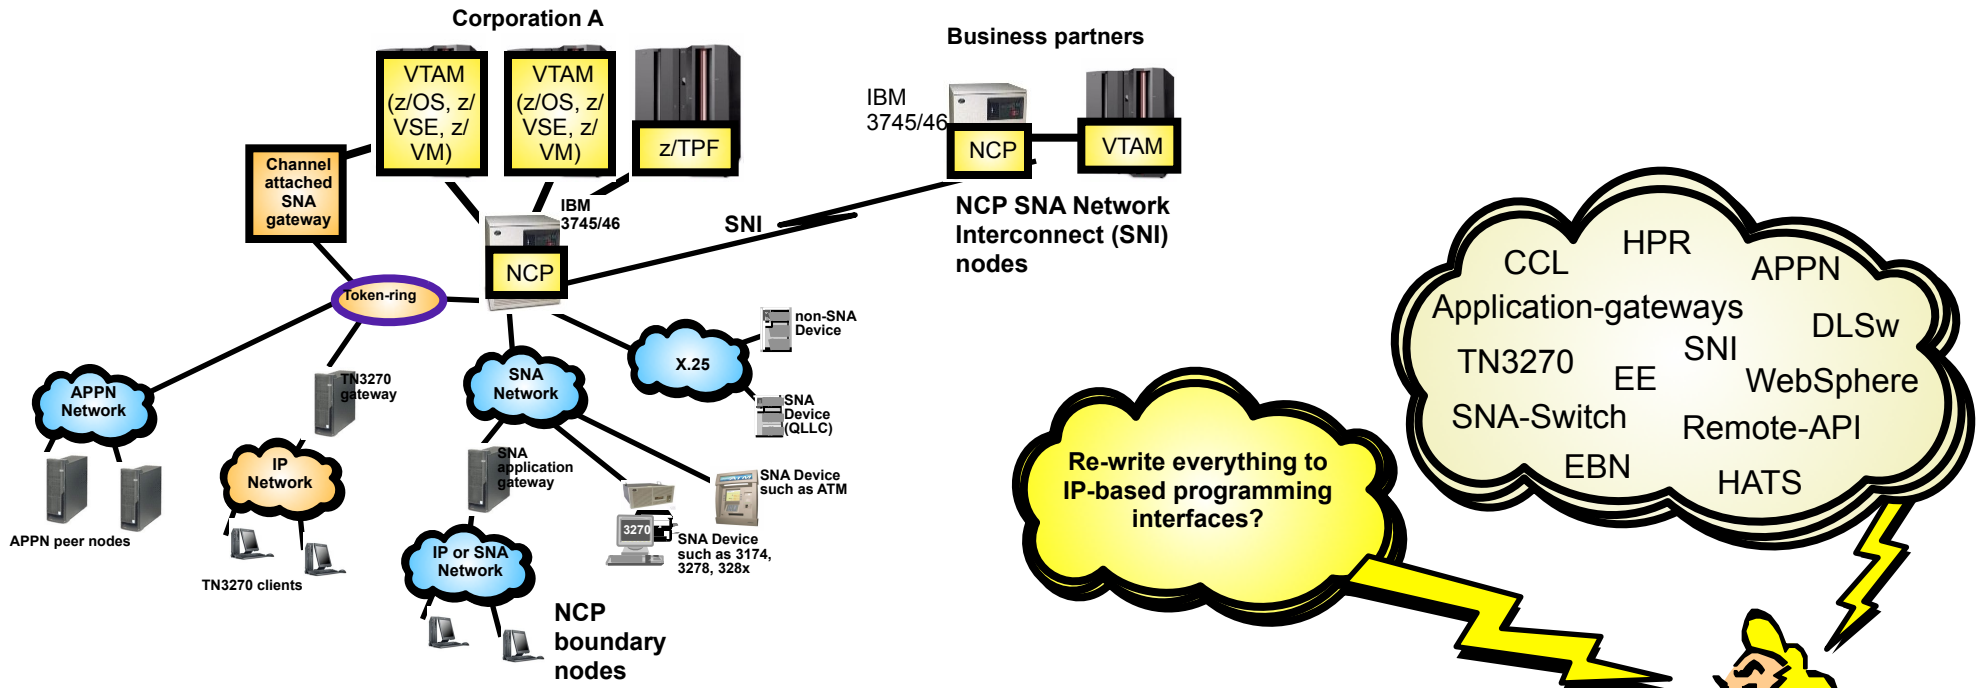 Corporation A
VTAM
(z/OS, z/
VSE, z/
VM)
VTAM
(z/OS, z/
VSE, z/
VM)
z/TPF
Channel
attached
SNA
gateway
IBM
3745/46
NCP
Token-ring
SNI
Business partners
IBM
3745/46
NCP
VTAM
NCP SNA Network
Interconnect (SNI)
nodes
non-SNA
Device
X.25
SNA
Device
(QLLC)
APPN
Network
APPN peer nodes
TN3270
gateway
IP
Network
TN3270 clients
SNA
Network
SNA
application
gateway
IP or SNA
Network
NCP
boundary
nodes
3270
SNA Device
such as 3174,
3278, 328x
SNA Device
such as ATM
Re-write everything to
IP-based programming
interfaces?
CCL
HPR
APPN
Application-gateways
DLSw
SNI
TN3270
EE
WebSphere
SNA-Switch
Remote-API
EBN
HATS